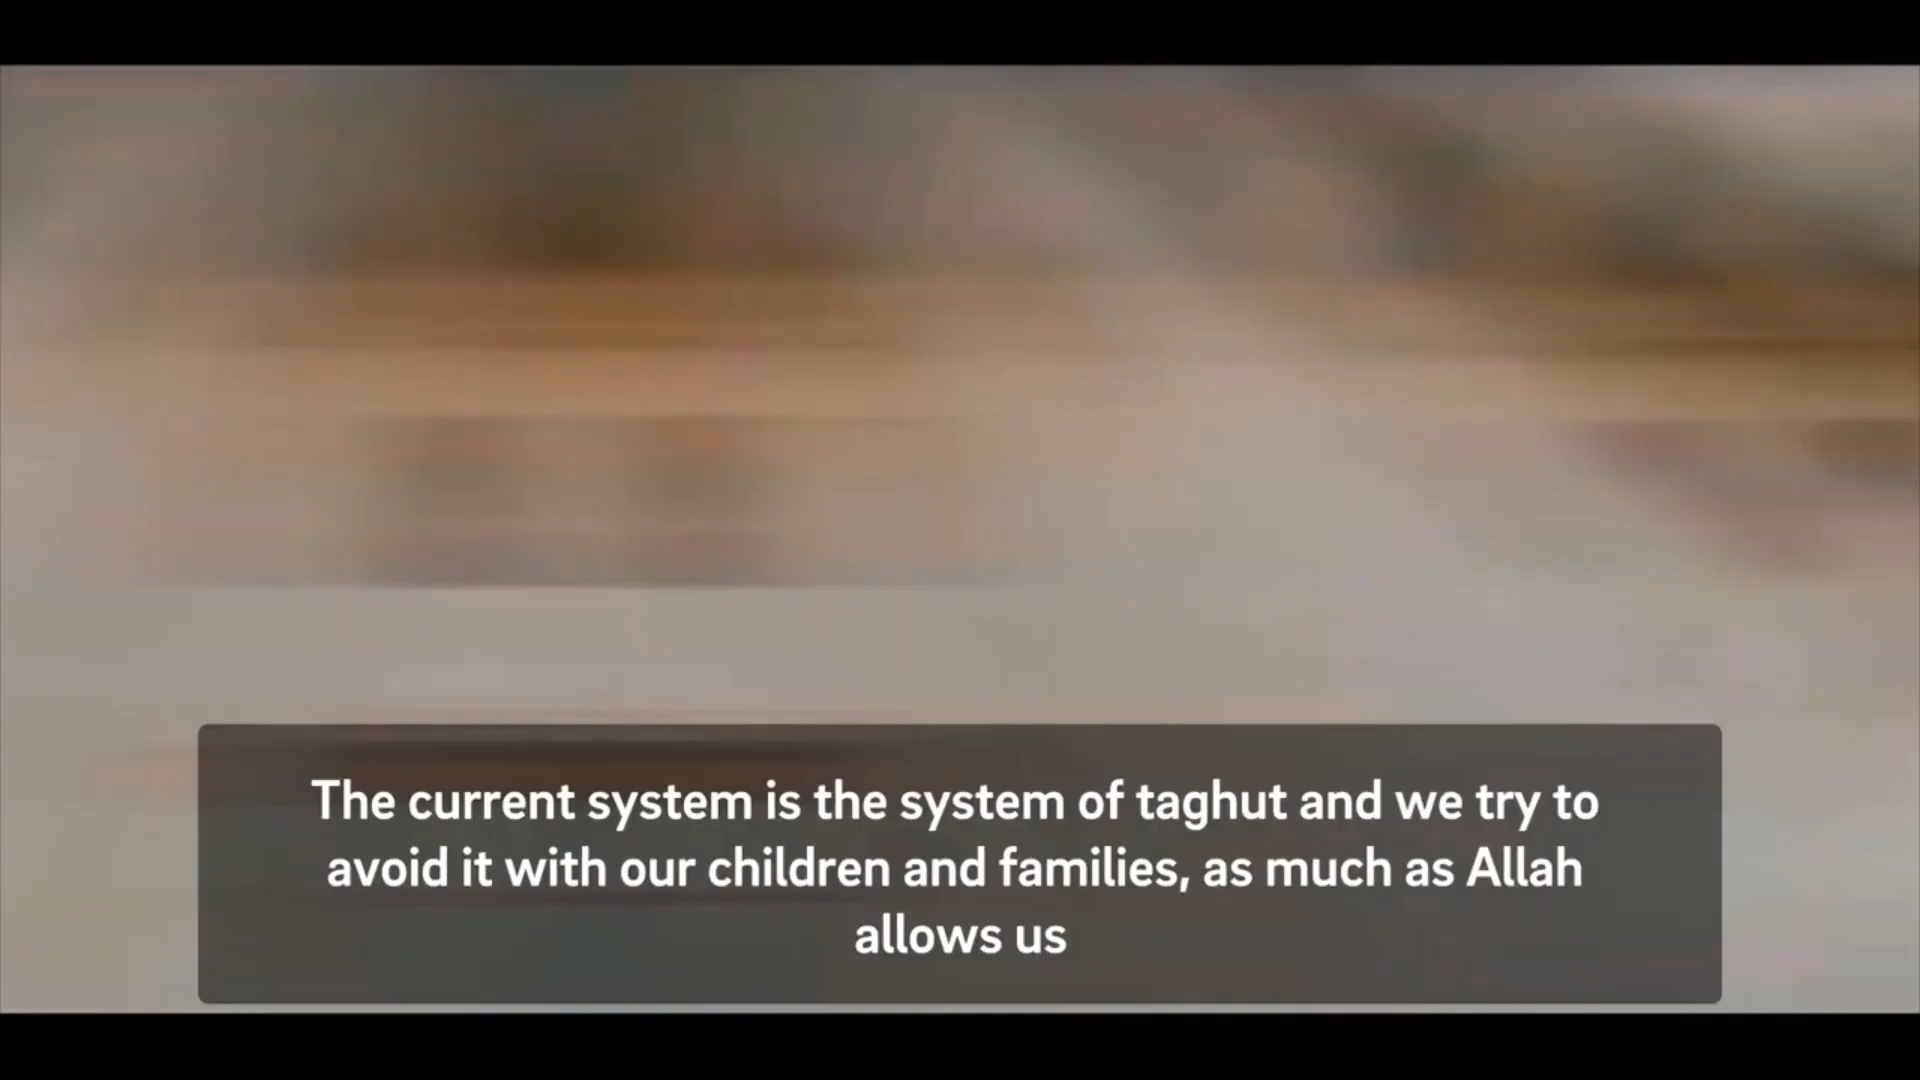 The current system is the system of taghut and we try to
avoid it with our children and families, as much as Allah
allows us